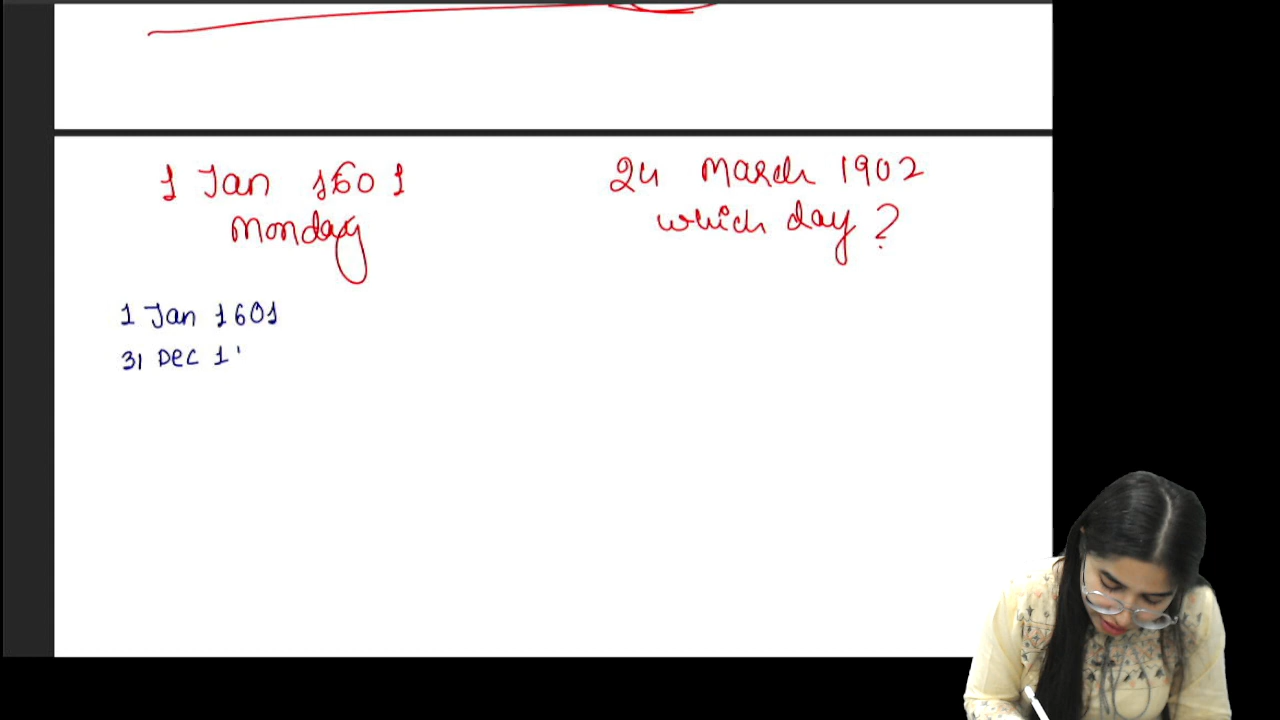 1 Jan 1601
Monday
24 March 1902
which day ?
1 Jan 1601
31 Dec 1